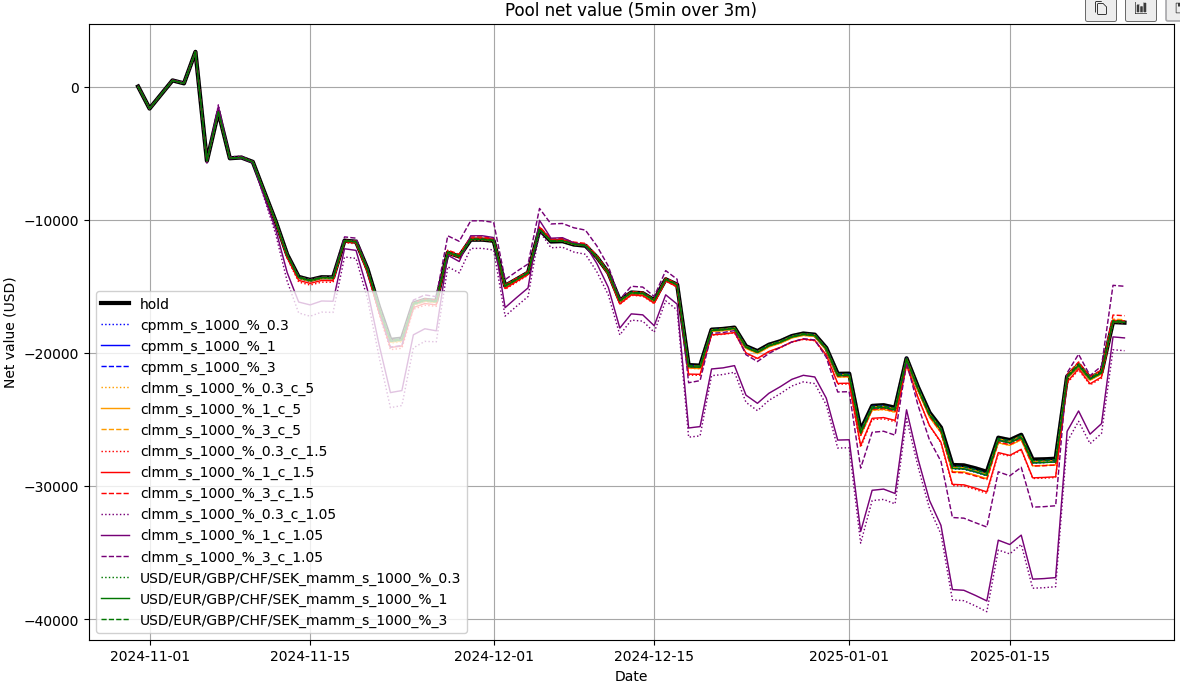 Pool net value (5min over 3m)
0
−10000
−20000
−30000
−40000
Net value (USD)
hold
cpmm_s_1000_%_0.3
cpmm_s_1000_%_1
cpmm_s_1000_%_3
clmm_s_1000_%_0.3_c_5
clmm_s_1000_%_1_c_5
clmm_s_1000_%_3_c_5
clmm_s_1000_%_0.3_c_1.5
clmm_s_1000_%_1_c_1.5
clmm_s_1000_%_3_c_1.5
clmm_s_1000_%_0.3_c_1.05
clmm_s_1000_%_1_c_1.05
clmm_s_1000_%_3_c_1.05
USD/EUR/GBP/CHF/SEK_mamm_s_1000_%_0.3
USD/EUR/GBP/CHF/SEK_mamm_s_1000_%_1
USD/EUR/GBP/CHF/SEK_mamm_s_1000_%_3
2024-11-01 2024-11-15 2024-12-01 2024-12-15 2025-01-01 2025-01-15
Date